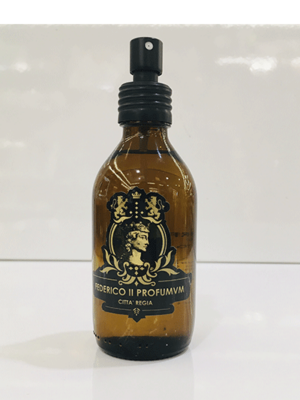 FEDERICO II PROFUMVM
CITTA' REGIA